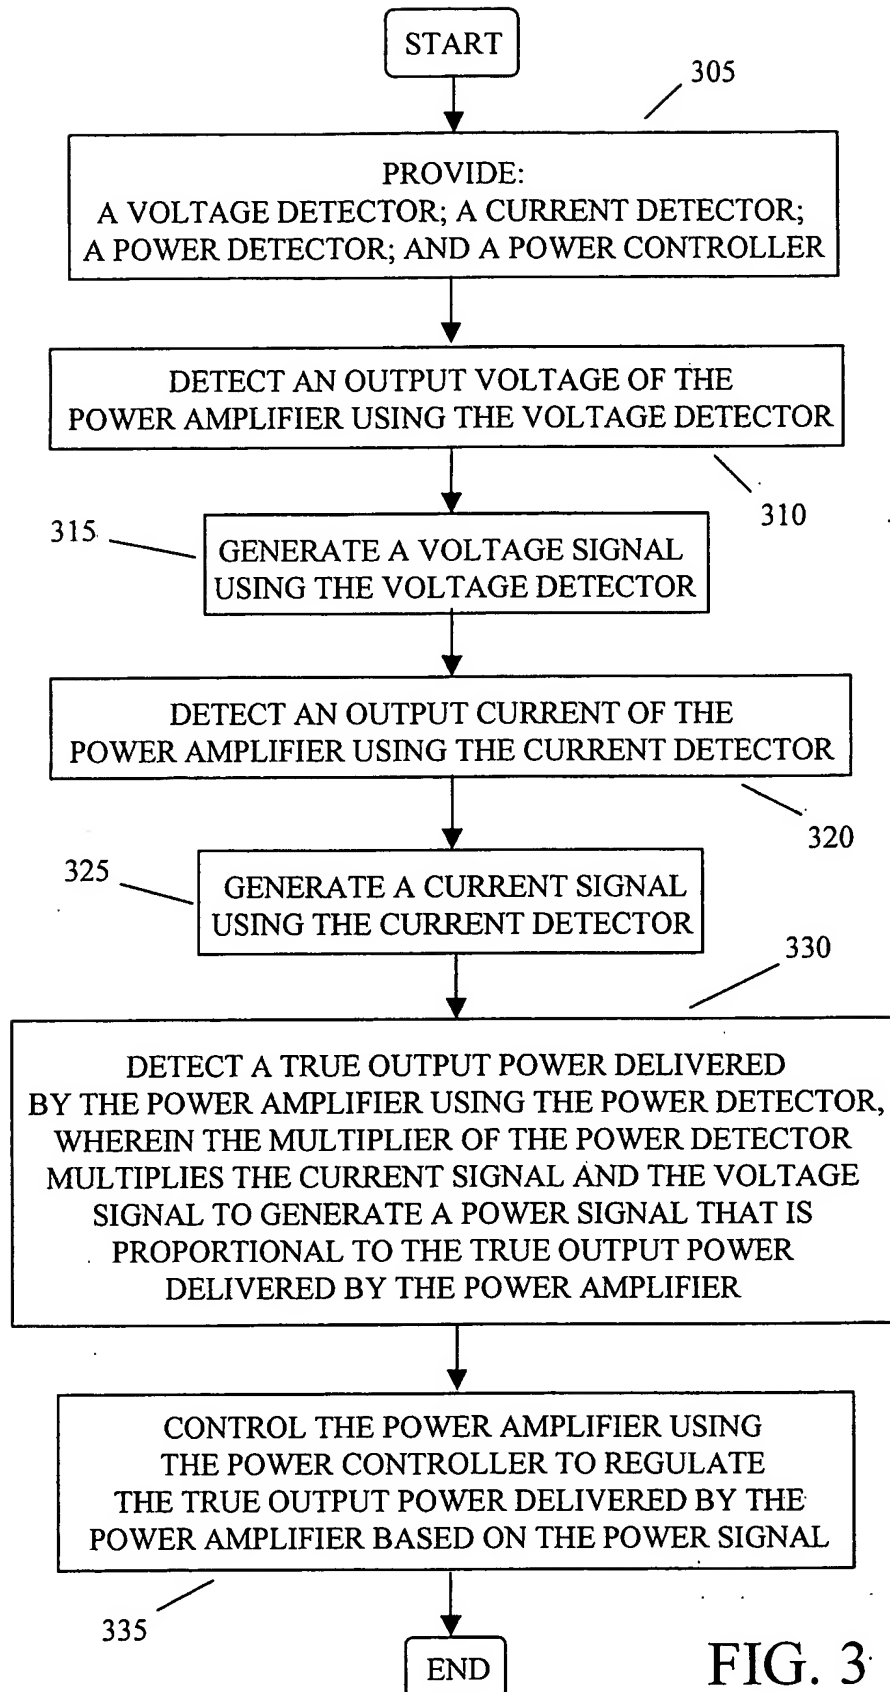 START
305
PROVIDE:
A VOLTAGE DETECTOR; A CURRENT DETECTOR;
A POWER DETECTOR; AND A POWER CONTROLLER
DETECT AN OUTPUT VOLTAGE OF THE
POWER AMPLIFIER USING THE VOLTAGE DETECTOR
310
315
GENERATE A VOLTAGE SIGNAL
USING THE VOLTAGE DETECTOR
DETECT AN OUTPUT CURRENT OF THE
POWER AMPLIFIER USING THE CURRENT DETECTOR
320
325
GENERATE A CURRENT SIGNAL
USING THE CURRENT DETECTOR
330
DETECT A TRUE OUTPUT POWER DELIVERED
BY THE POWER AMPLIFIER USING THE POWER DETECTOR,
WHEREIN THE MULTIPLIER OF THE POWER DETECTOR
MULTIPLIES THE CURRENT SIGNAL AND THE VOLTAGE
SIGNAL TO GENERATE A POWER SIGNAL THAT IS
PROPORTIONAL TO THE TRUE OUTPUT POWER
DELIVERED BY THE POWER AMPLIFIER
CONTROL THE POWER AMPLIFIER USING
THE POWER CONTROLLER TO REGULATE
THE TRUE OUTPUT POWER DELIVERED BY THE
POWER AMPLIFIER BASED ON THE POWER SIGNAL
335
END
FIG. 3